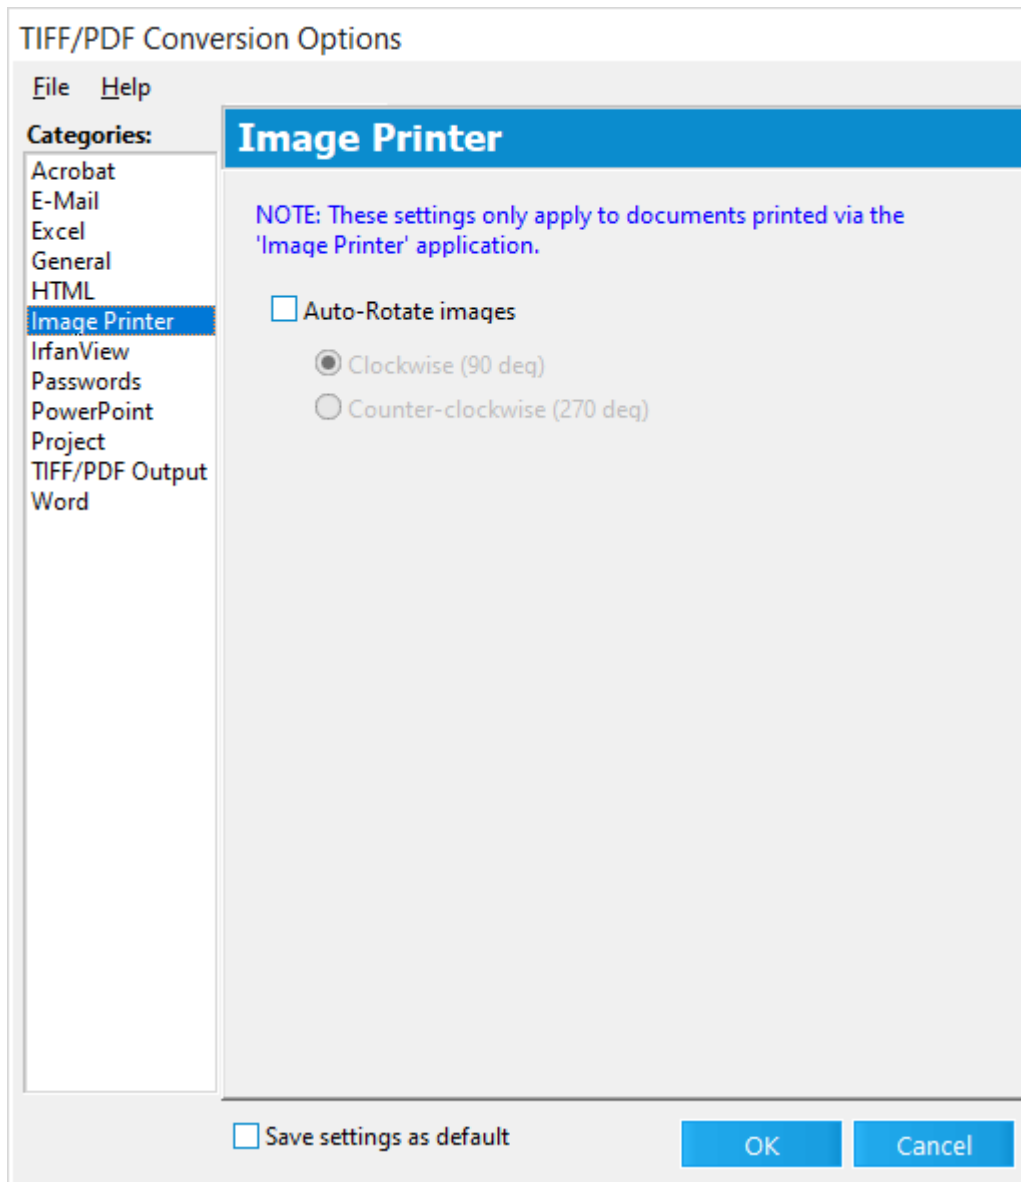 TIFF/PDF Conversion Options
File Help
Categories:
Acrobat
E-Mail
Excel
General
HTML
Image Printer
IrfanView
Passwords
PowerPoint
Project
TIFF/PDF Output
Word
Image Printer
NOTE: These settings only apply to documents printed via the
'Image Printer' application.
Auto-Rotate images
Clockwise (90 deg)
Counter-clockwise (270 deg)
Save settings as default
OK
Cancel